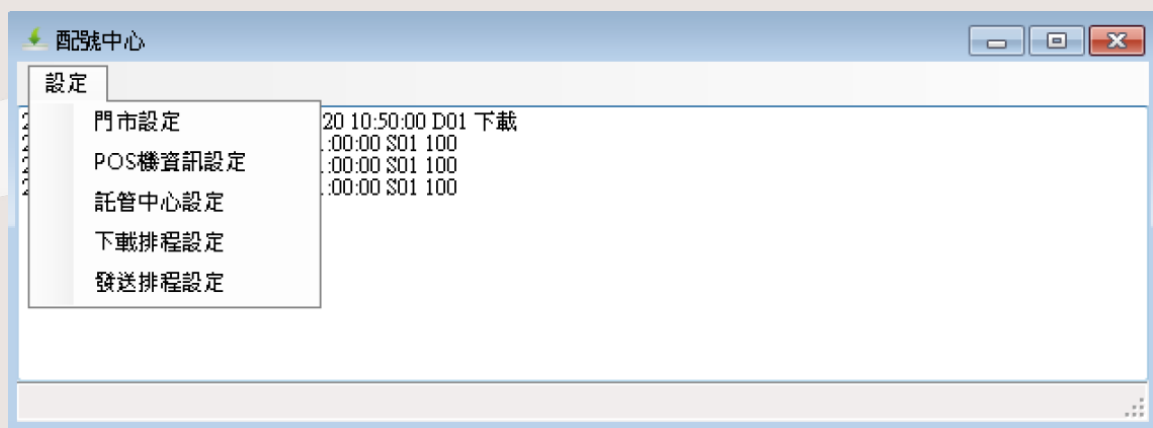 配號中心
設定
門市設定
POS機資訊設定
託管中心設定
下載排程設定
發送排程設定
20 10:50:00 D01 下載
:00:00 S01 100
:00:00 S01 100
:00:00 S01 100